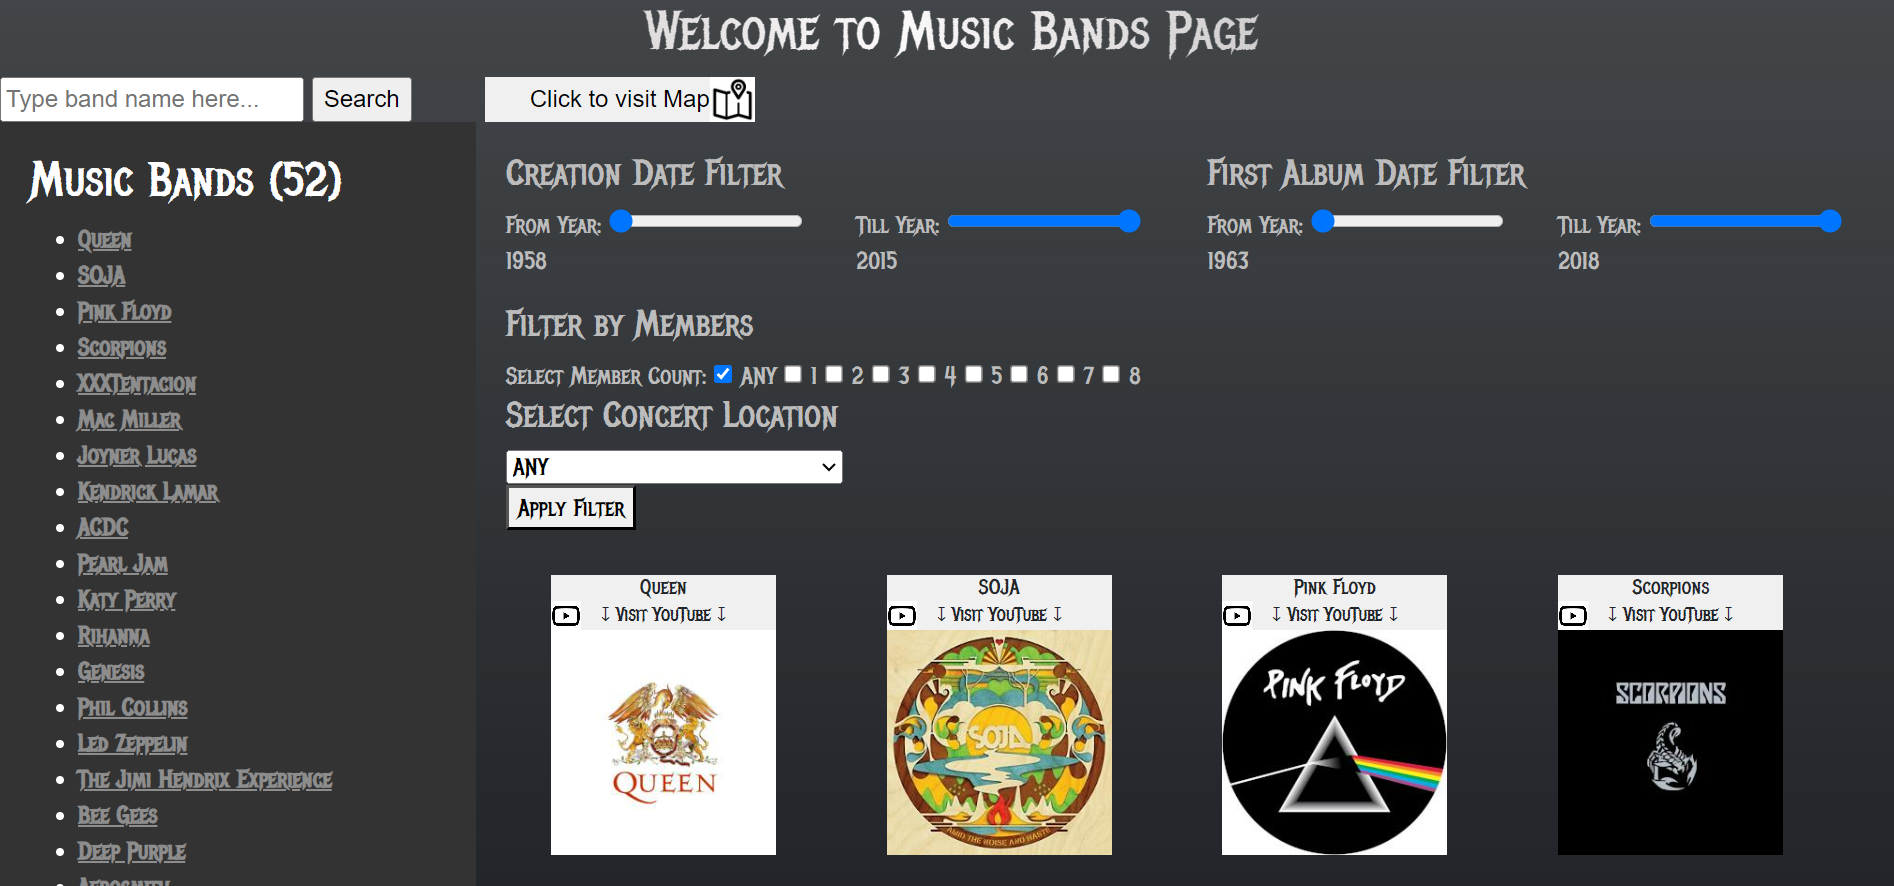 Welcome to Music Bands Page
Type band name here...
Search
Click to visit Map
Music Bands (52)
Queen
SOJA
Pink Floyd
Scorpions
XXXTentacion
Mac Miller
Joyner Lucas
Kendrick Lamar
ACDC
Pearl Jam
Katy Perry
Rihanna
Genesis
Phil Collins
Led Zeppelin
The Jimi Hendrix Experience
Bee Gees
Deep Purple
Aerosmith
Creation Date Filter
From Year:
1958
Till Year:
2015
First Album Date Filter
From Year:
1963
Till Year:
2018
Filter by Members
Select Member Count: ANY 1 2 3 4 5 6 7 8
Select Concert Location
ANY
Apply Filter
Queen
↧ Visit YouTube ↧
QUEEN
SOJA
↧ Visit YouTube ↧
SOJA
AMID THE NOISE AND HASTE
Pink Floyd
↧ Visit YouTube ↧
PINK FLOYD
Scorpions
↧ Visit YouTube ↧
SCORPIONS